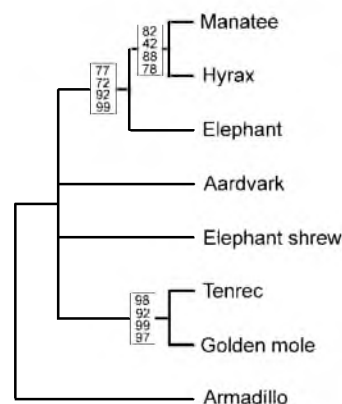 Manatee
82
42
88
78
Hyrax
77
72
92
99
Elephant
Aardvark
Elephant shrew
Tenrec
98
92
99
97
Golden mole
Armadillo